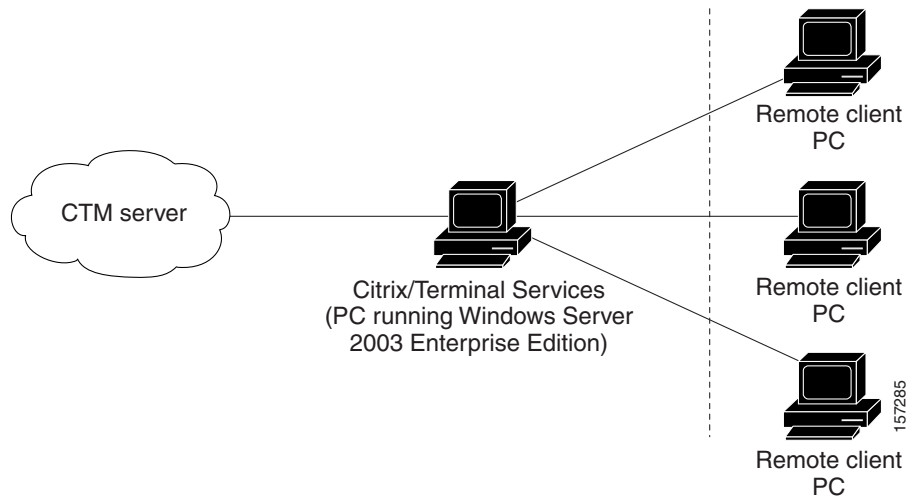 Remote client
PC
CTM server
Citrix/Terminal Services
(PC running Windows Server
2003 Enterprise Edition)
Remote client
PC
157285
Remote client
PC